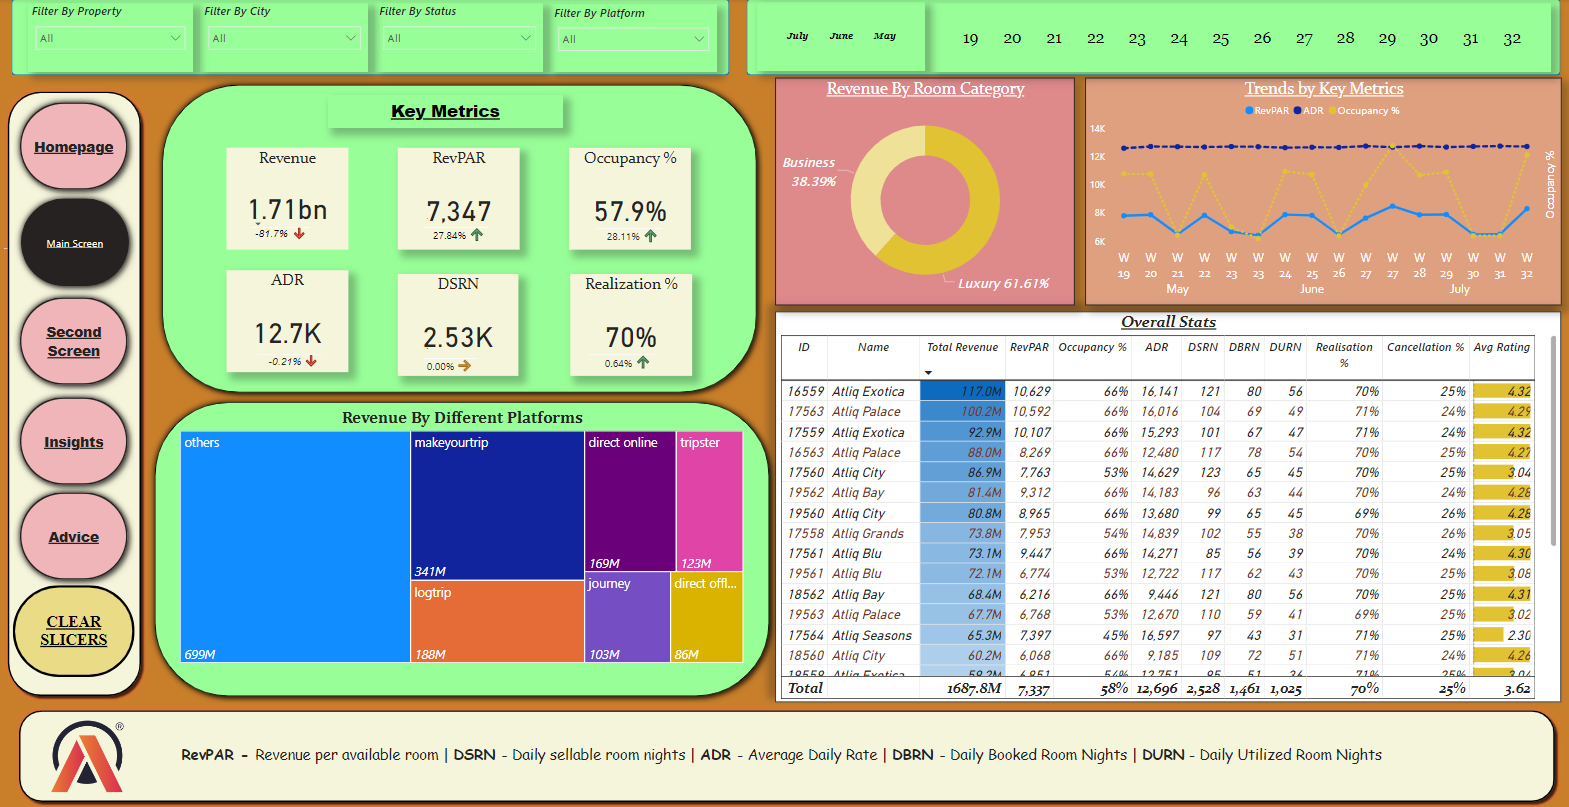 Filter By Property
All
Filter By City
All
Filter By Status
All
Filter By Platform
All
July June May
19 20 21 22 23 24 25 26 27 28 29 30 31 32
Homepage
Main Screen
Second
Screen
Insights
Advice
CLEAR
SLICERS
Key Metrics
Revenue
1.71bn
-81.7%
RevPAR
7,347
27.84%
Occupancy %
57.9%
28.11%
ADR
12.7K
-0.21%
DSRN
2.53K
0.00%
Realization %
70%
0.64%
Revenue By Different Platforms
others
699M
makeyourtrip
341M
logtrip
188M
direct online
169M
tripster
123M
journey
103M
direct offl...
86M
Revenue By Room Category
Business
38.39%
Luxury 61.61%
Trends by Key Metrics
RevPAR ADR Occupancy %
14K
12K
10K
8K
6K
Occupancy %
W W W W W W W W W W W W W W W W
19 20 21 22 23 23 24 25 26 27 27 28 29 30 31 32
May June July
Overall Stats
ID Name Total Revenue RevPAR Occupancy % ADR DSRN DBRN DURN Realisation % Cancellation % Avg Rating
16559 Atliq Exotica 117.0M 10,629 66% 16,141 121 80 56 70% 25% 4.32
17563 Atliq Palace 100.2M 10,592 66% 16,016 104 69 49 71% 24% 4.29
17559 Atliq Exotica 92.9M 10,107 66% 15,293 101 67 47 71% 24% 4.32
16563 Atliq Palace 88.0M 8,269 66% 12,480 117 78 54 70% 25% 4.27
17560 Atliq City 86.9M 7,763 53% 14,629 123 65 45 70% 25% 3.04
19562 Atliq Bay 81.4M 9,312 66% 14,183 96 63 44 70% 24% 4.28
19560 Atliq City 80.8M 8,965 66% 13,680 99 65 45 69% 26% 4.28
17558 Atliq Grands 73.8M 7,953 54% 14,839 102 55 38 70% 26% 3.05
17561 Atliq Blu 73.1M 9,447 66% 14,271 85 56 39 70% 24% 4.30
19561 Atliq Blu 72.1M 6,774 53% 12,722 117 62 43 70% 25% 3.08
18562 Atliq Bay 68.4M 6,216 66% 9,446 121 80 56 70% 25% 4.31
19563 Atliq Palace 67.7M 6,768 53% 12,670 110 59 41 69% 25% 3.02
17564 Atliq Seasons 65.3M 7,397 45% 16,597 97 43 31 71% 25% 2.30
18560 Atliq City 60.2M 6,068 66% 9,185 109 72 51 71% 24% 4.26
18558 Atliq Exotica 59.2M 6,851 54% 12,751 95 51 36 71% 24% 3.04
Total 1687.8M 7,337 58% 12,696 2,528 1,461 1,025 70% 25% 3.62
®
RevPAR - Revenue per available room | DSRN - Daily sellable room nights | ADR - Average Daily Rate | DBRN - Daily Booked Room Nights | DURN - Daily Utilized Room Nights